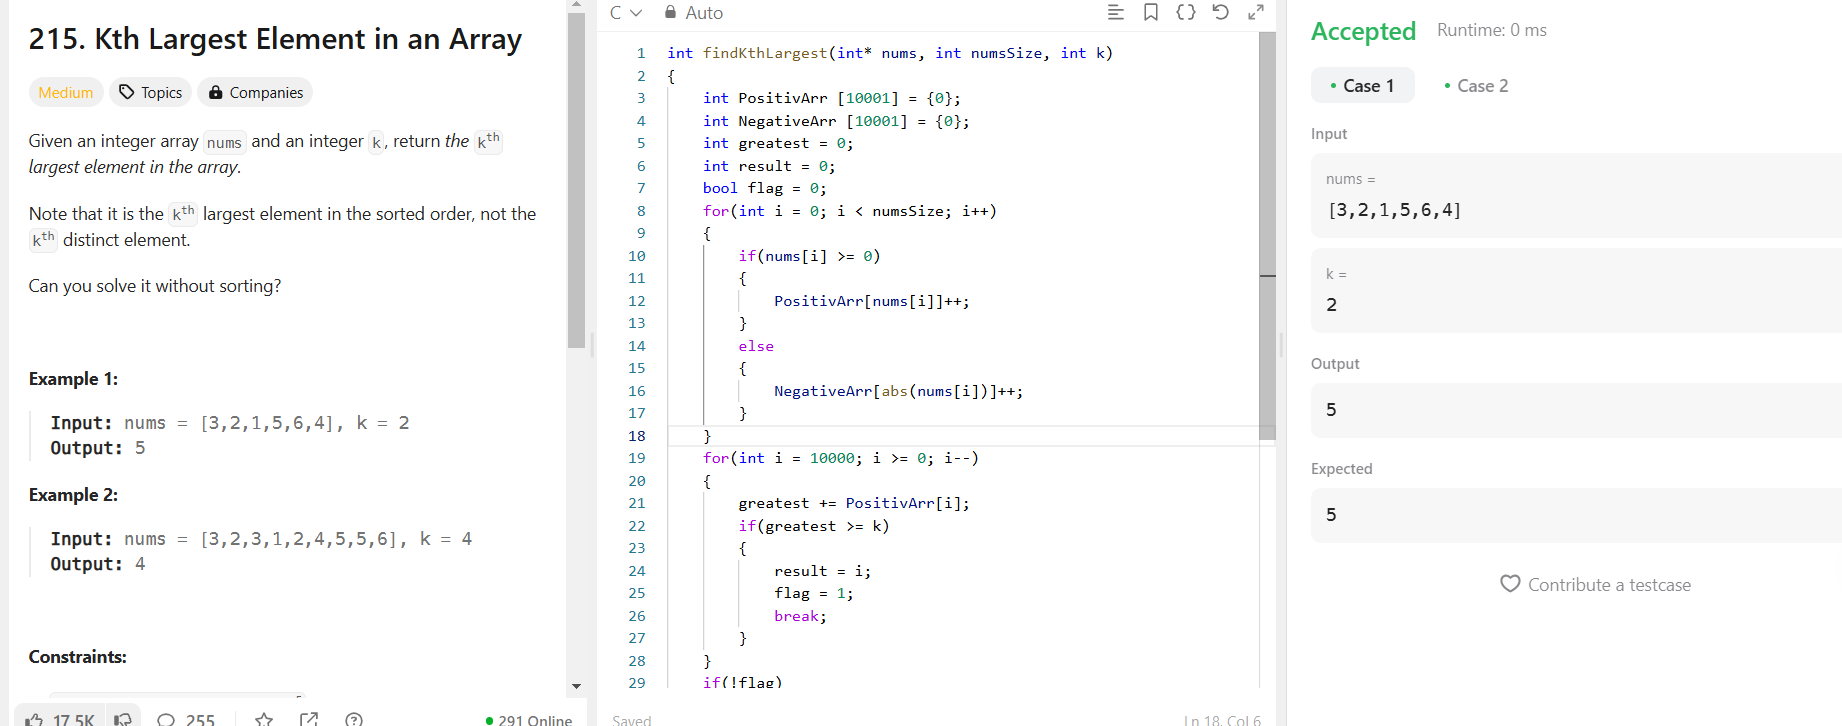 215. Kth Largest Element in an Array
Medium Topics Companies
Given an integer array nums and an integer k, return the kth
largest element in the array.
Note that it is the kth largest element in the sorted order, not the
kth distinct element.
Can you solve it without sorting?
Example 1:
Input: nums = [3,2,1,5,6,4], k = 2
Output: 5
Example 2:
Input: nums = [3,2,3,1,2,4,5,5,6], k = 4
Output: 4
Constraints:
17.5K 255 291 Online
C Auto
1 int findKthLargest(int* nums, int numsSize, int k)
2 {
3 int PositivArr [10001] = {0};
4 int NegativeArr [10001] = {0};
5 int greatest = 0;
6 int result = 0;
7 bool flag = 0;
8 for(int i = 0; i < numsSize; i++)
9 {
10 if(nums[i] >= 0)
11 {
12 PositivArr[nums[i]]++;
13 }
14 else
15 {
16 NegativeArr[abs(nums[i])]++;
17 }
18 }
19 for(int i = 10000; i >= 0; i--)
20 {
21 greatest += PositivArr[i];
22 if(greatest >= k)
23 {
24 result = i;
25 flag = 1;
26 break;
27 }
28 }
29 if(!flag)
Saved Ln 18, Col 6
Accepted Runtime: 0 ms
• Case 1 • Case 2
Input
nums =
[3,2,1,5,6,4]
k =
2
Output
5
Expected
5
Contribute a testcase